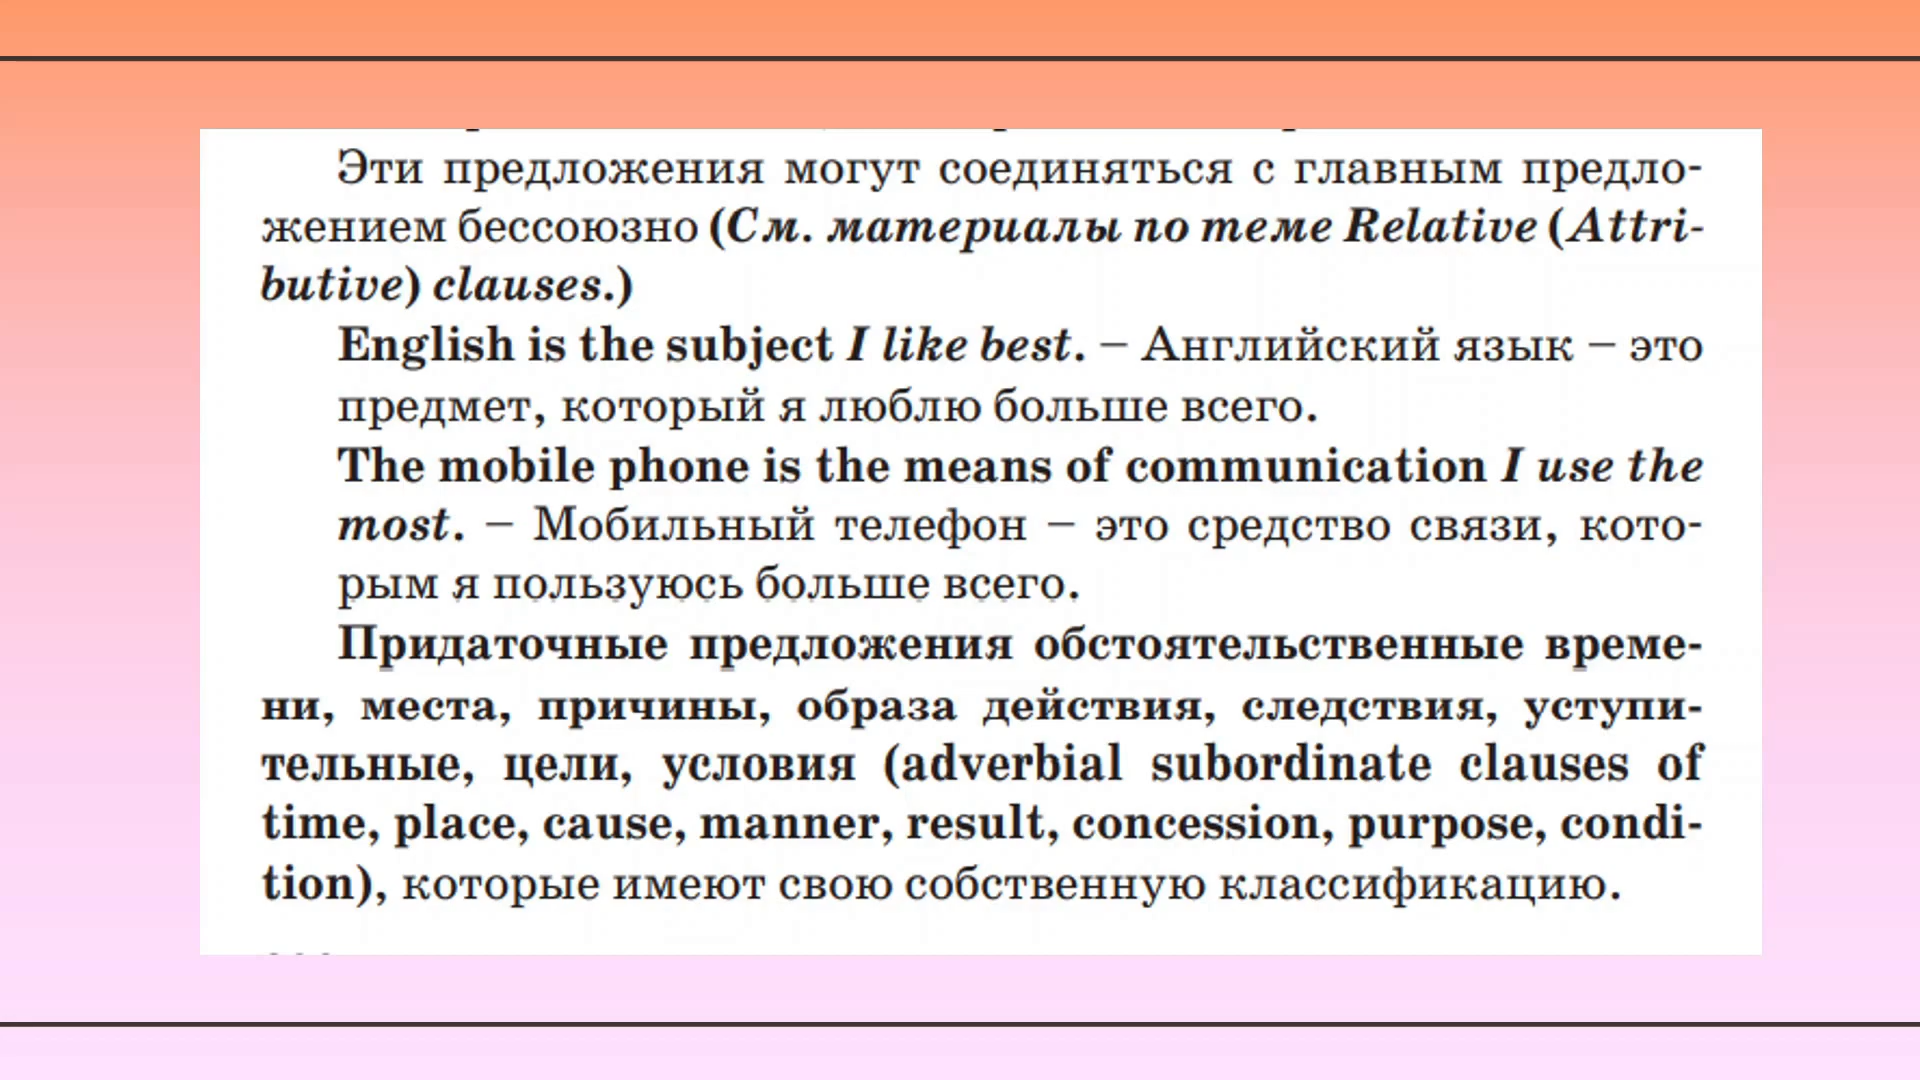 Эти предложения могут соединяться с главным предло-
жением бессоюзно (См. материалы по теме Relative (Attri-
butive) clauses.)
English is the subject I like best. – Английский язык – это
предмет, который я люблю больше всего.
The mobile phone is the means of communication I use the
most. – Мобильный телефон – это средство связи, кото-
рым я пользуюсь больше всего.
Придаточные предложения обстоятельственные време-
ни, места, причины, образа действия, следствия, уступи-
тельные, цели, условия (adverbial subordinate clauses of
time, place, cause, manner, result, concession, purpose, condi-
tion), которые имеют свою собственную классификацию.